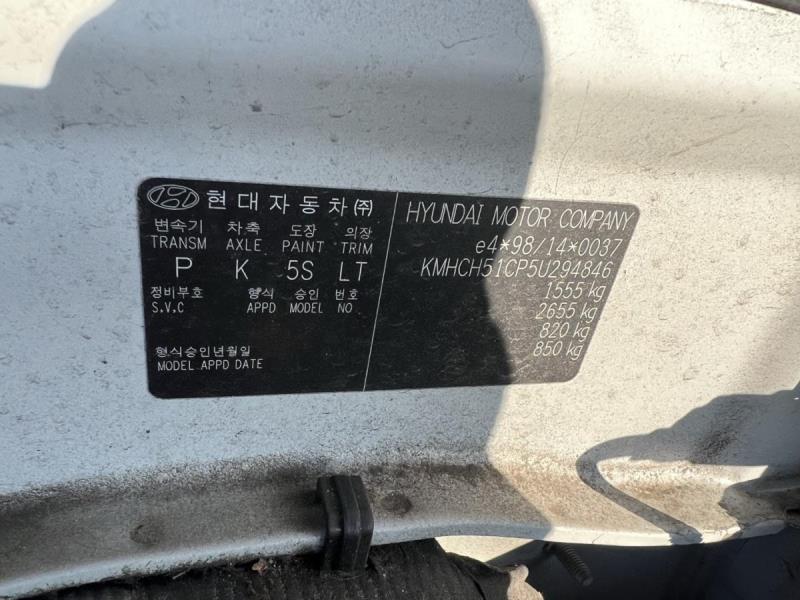 현대자동차㈜
변속기 차축 도장 의장
TRANSM AXLE PAINT TRIM
P K 5S LT
정비부호 형식 승인 번호
S.V.C APPD MODEL NO
형식승인년월일
MODEL APPD DATE
HYUNDAI MOTOR COMPANY
e4*98/14*0037
KMHCH51CP5U294846
1555 kg
2655 kg
820 kg
850 kg